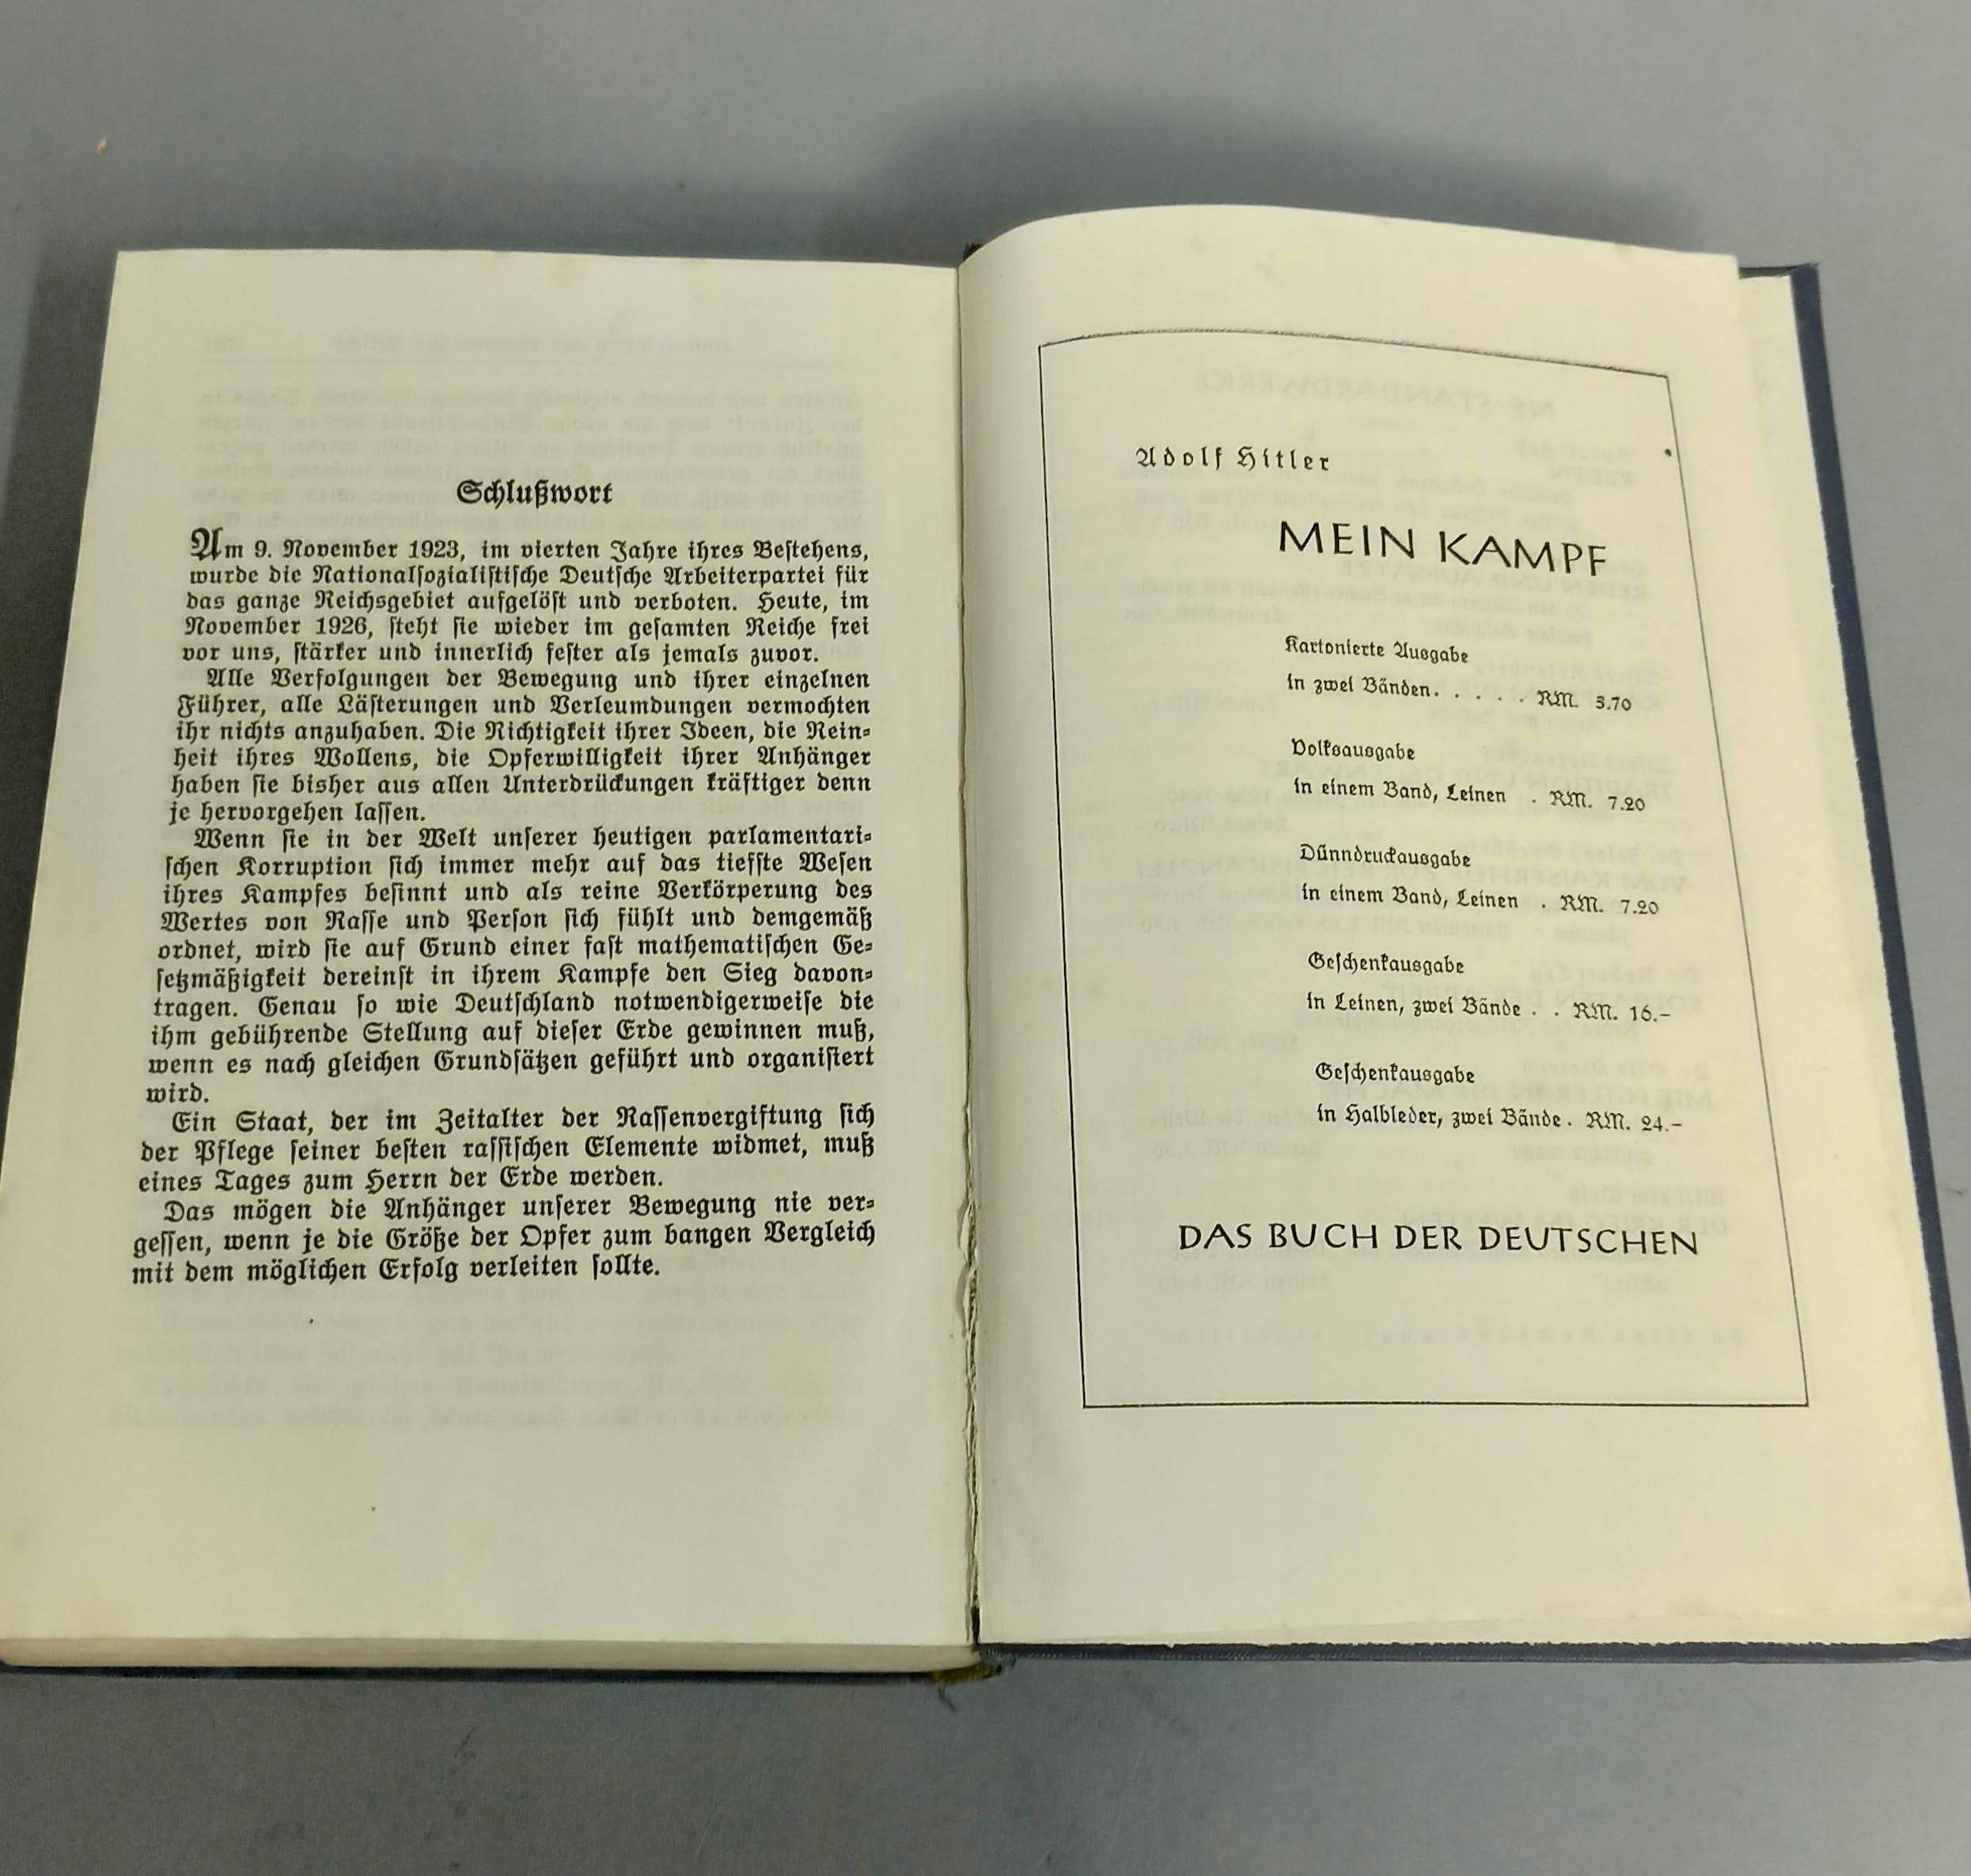 Schlußwort
Am 9. November 1923, im vierten Jahre ihres Bestehens,
wurde die Nationalsozialistische Deutsche Arbeiterpartei für
das ganze Reichsgebiet aufgelöst und verboten. Heute, im
November 1926, steht sie wieder im gesamten Reiche frei
vor uns, stärker und innerlich fester als jemals zuvor.
Alle Verfolgungen der Bewegung und ihrer einzelnen
Führer, alle Lästerungen und Verleumdungen vermochten
ihr nichts anzuhaben. Die Richtigkeit ihrer Ideen, die Rein-
heit ihres Wollens, die Opferwilligkeit ihrer Anhänger
haben sie bisher aus allen Unterdrückungen kräftiger denn
je hervorgehen lassen.
Wenn sie in der Welt unserer heutigen parlamentari-
schen Korruption sich immer mehr auf das tiefste Wesen
ihres Kampfes besinnt und als reine Verkörperung des
Wertes von Rasse und Person sich fühlt und demgemäß
ordnet, wird sie auf Grund einer fast mathematischen Ge-
setzmäßigkeit dereinst in ihrem Kampfe den Sieg davon-
tragen. Genau so wie Deutschland notwendigerweise die
ihm gebührende Stellung auf dieser Erde gewinnen muß,
wenn es nach gleichen Grundsätzen geführt und organisiert
wird.
Ein Staat, der im Zeitalter der Rassenvergiftung sich
der Pflege seiner besten rassischen Elemente widmet, muß
eines Tages zum Herrn der Erde werden.
Das mögen die Anhänger unserer Bewegung nie ver-
gessen, wenn je die Größe der Opfer zum bangen Vergleich
mit dem möglichen Erfolg verleiten sollte.
Adolf Hitler
MEIN KAMPF
Kartonierte Ausgabe
in zwei Bänden. . . . . RM. 3.70
Volksausgabe
in einem Band, Leinen . RM. 7.20
Dünndruckausgabe
in einem Band, Leinen . RM. 7.20
Geschenkausgabe
in Leinen, zwei Bände . . RM. 16.-
Geschenkausgabe
in Halbleder, zwei Bände . RM. 24.-
DAS BUCH DER DEUTSCHEN